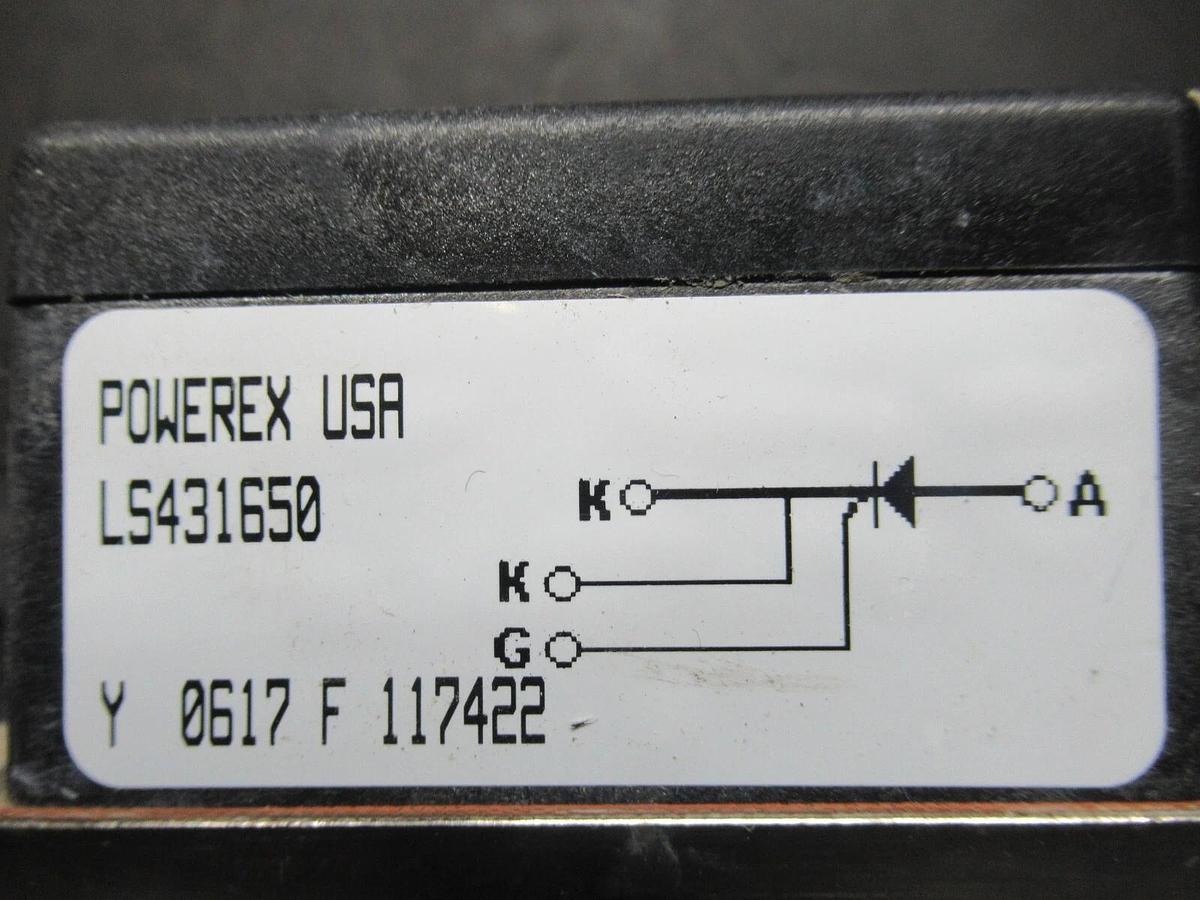 POWEREX USA
LS431650
K A
K
G
Y 0617 F 117422